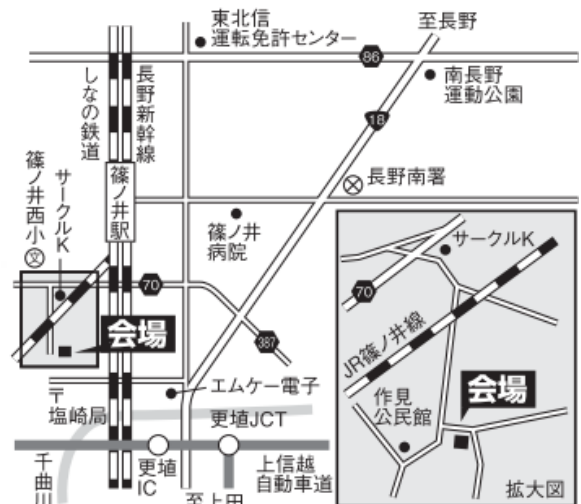 東北信
運転免許センター
至長野
86
南長野
運動公園
しなの鉄道
長野新幹線
18
篠ノ井西小
文
サークルK
篠ノ井駅
長野南署
篠ノ井
病院
70
387
会場
エムケー電子
塩崎局
更埴JCT
千曲川
更埴
IC
上信越
自動車道
至上田
サークルK
70
JR篠ノ井線
会場
作見
公民館
拡大図